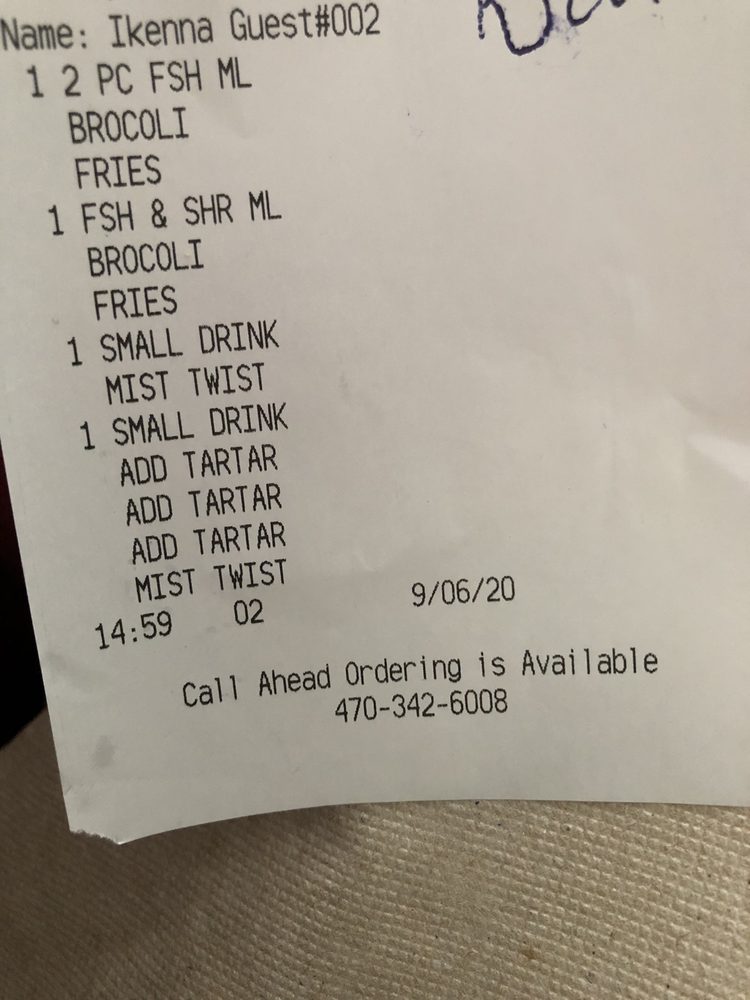 Name: Ikenna Guest#002
1 2 PC FSH ML
BROCOLI
FRIES
1 FSH & SHR ML
BROCOLI
FRIES
1 SMALL DRINK
MIST TWIST
1 SMALL DRINK
ADD TARTAR
ADD TARTAR
ADD TARTAR
MIST TWIST
14:59 02 9/06/20
Call Ahead Ordering is Available
470-342-6008